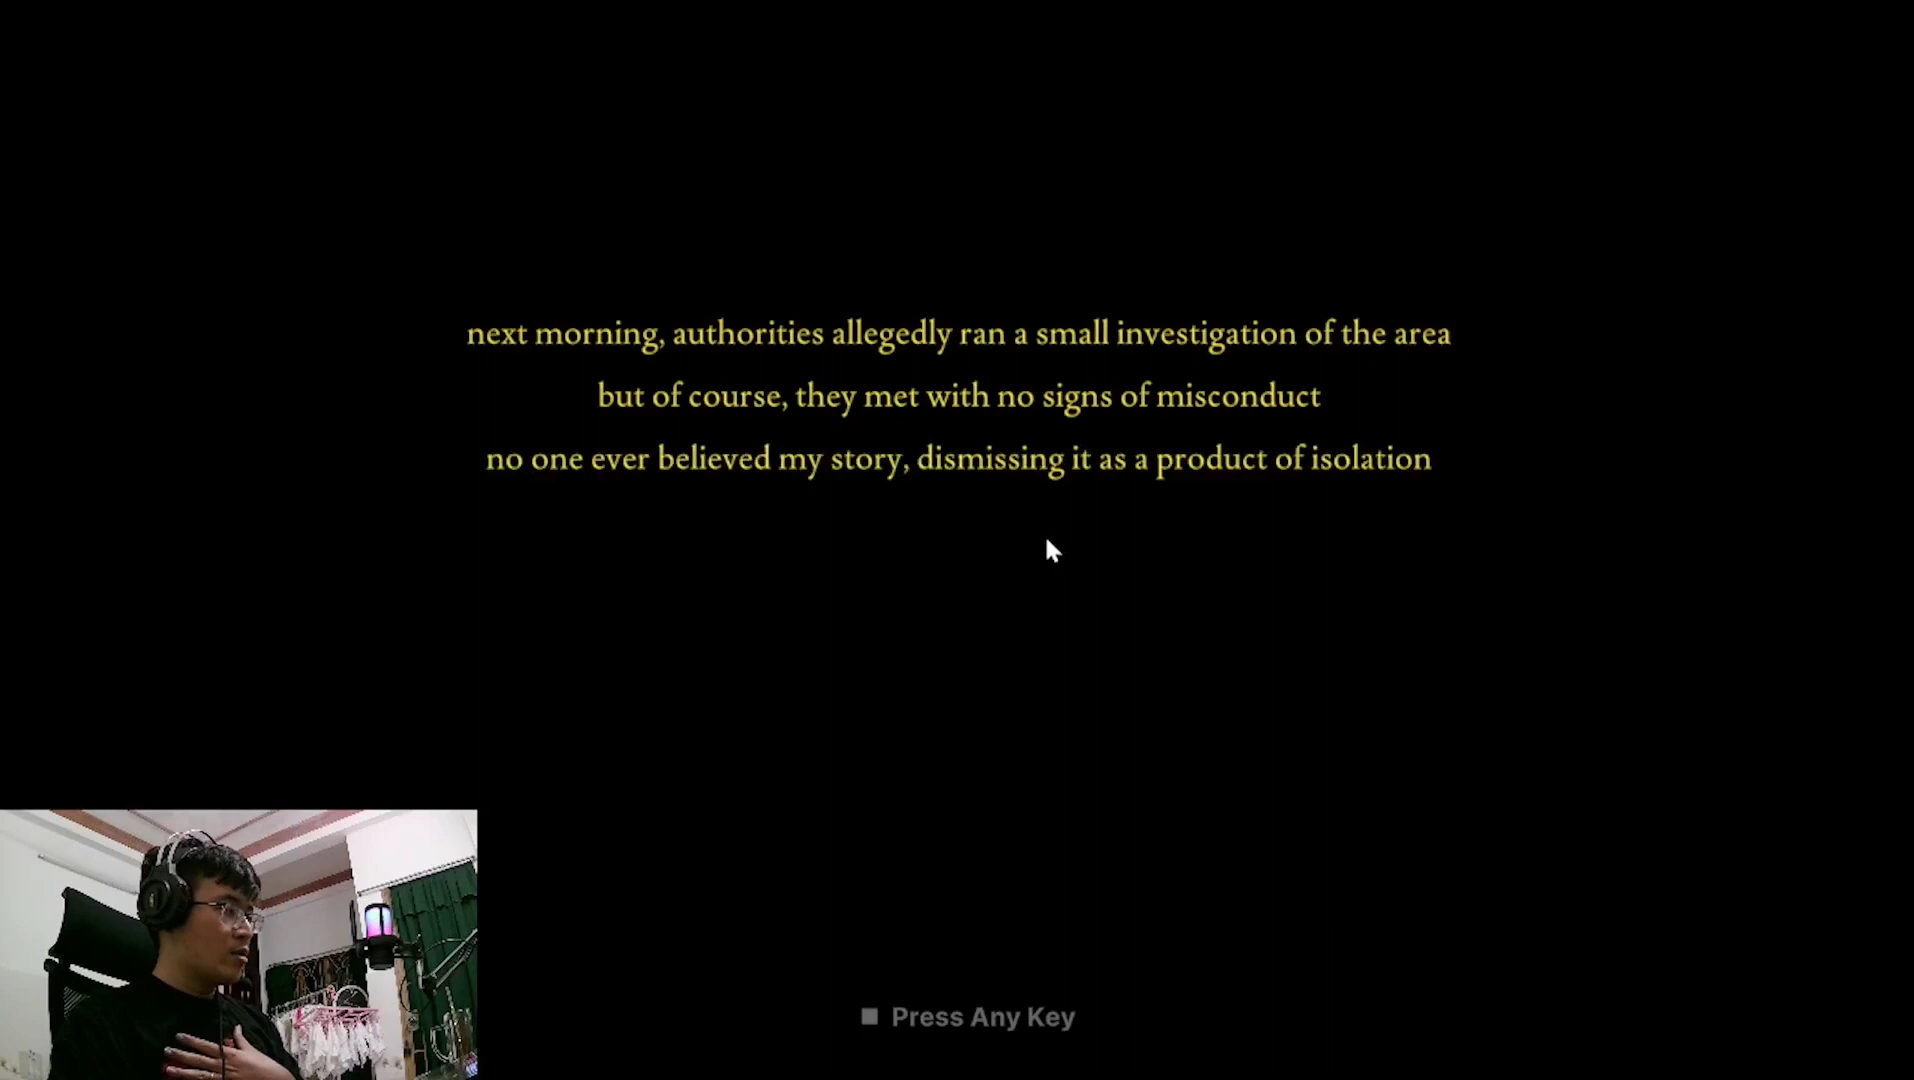 next morning, authorities allegedly ran a small investigation of the area
but of course, they met with no signs of misconduct
no one ever believed my story, dismissing it as a product of isolation
Press Any Key